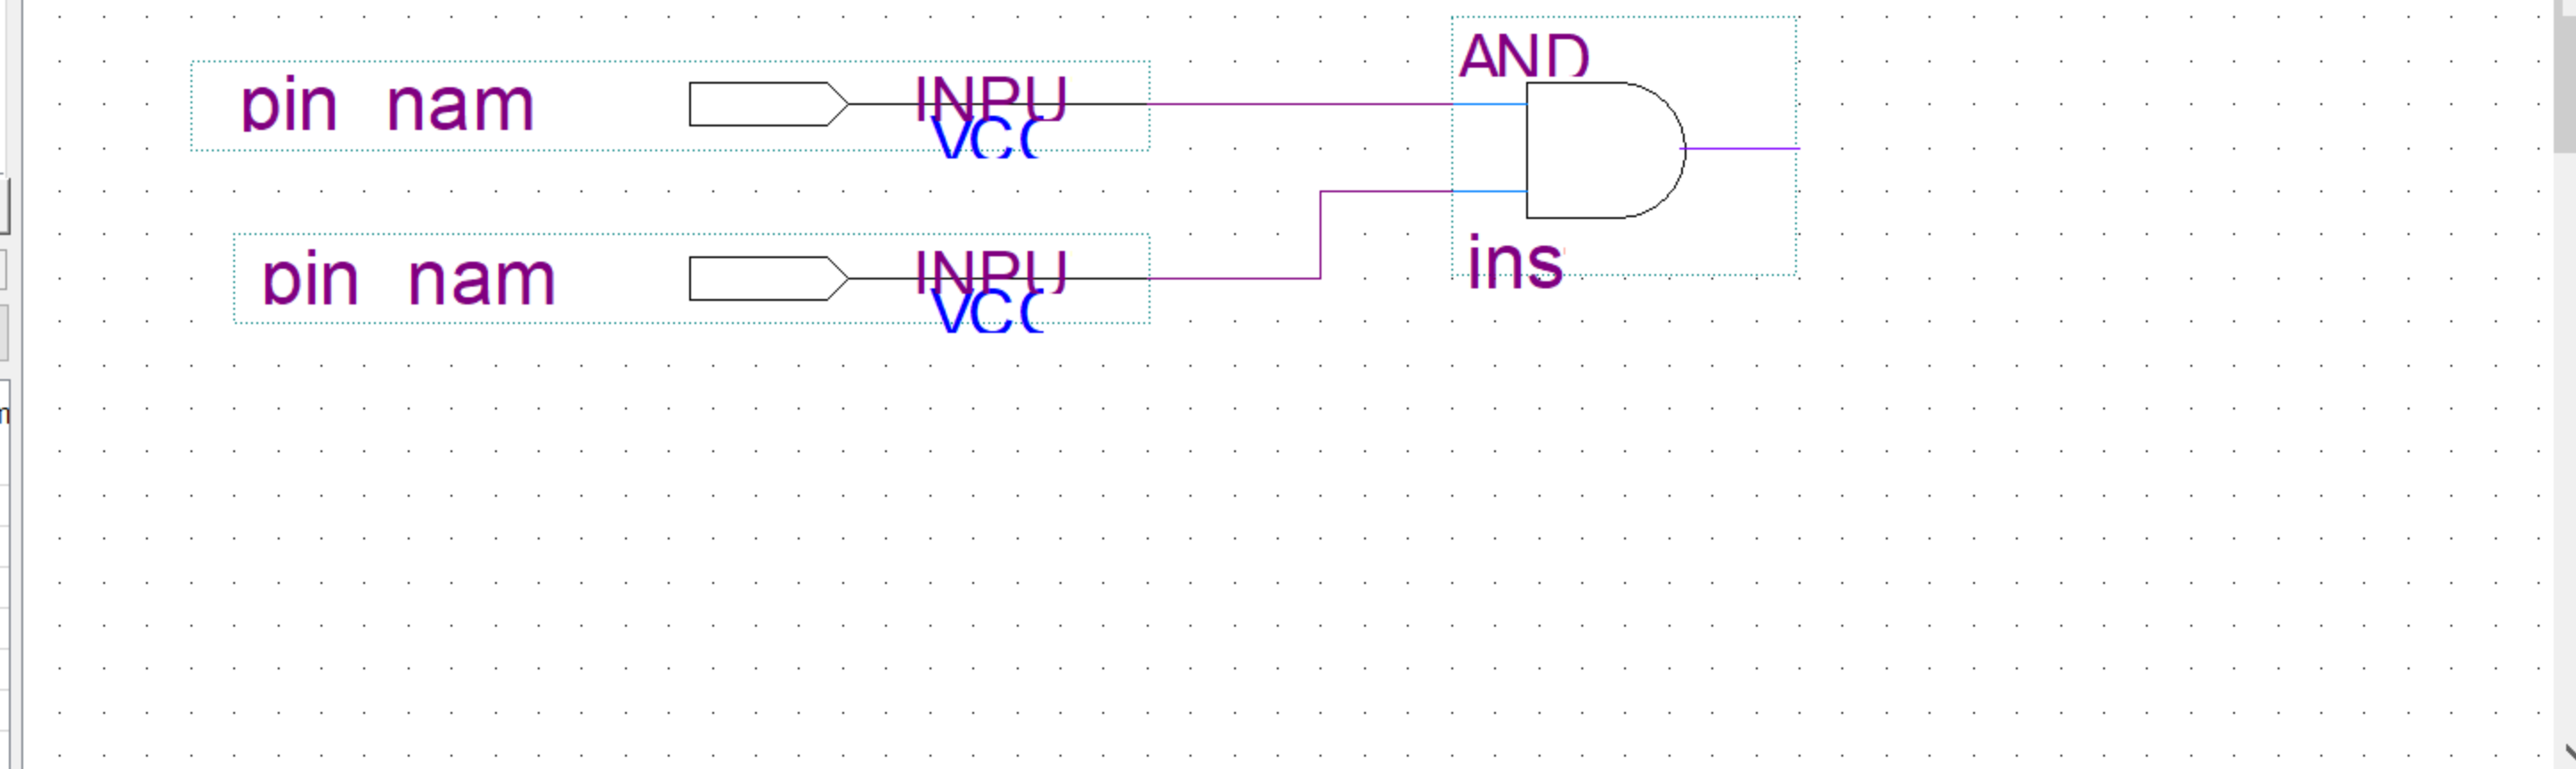 AND
pin nam
INPU
VCC
ins
pin nam
INPU
VCC